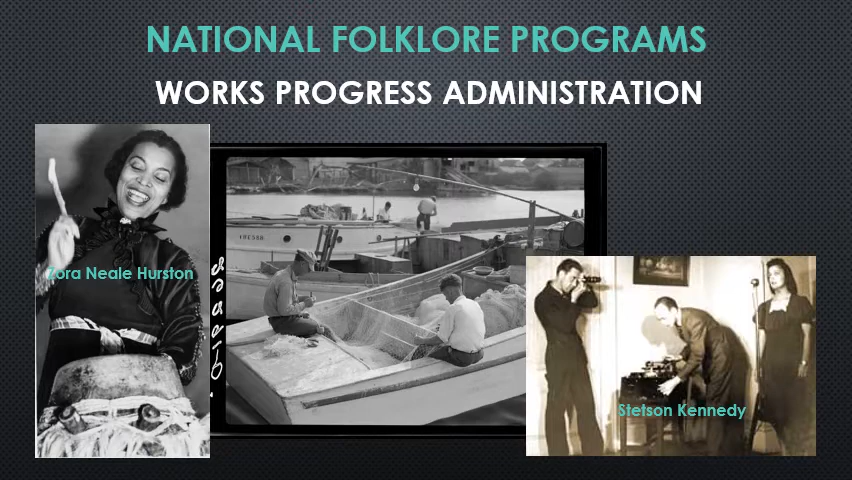 NATIONAL FOLKLORE PROGRAMS
WORKS PROGRESS ADMINISTRATION
Zora Neale Hurston
Stetson Kennedy